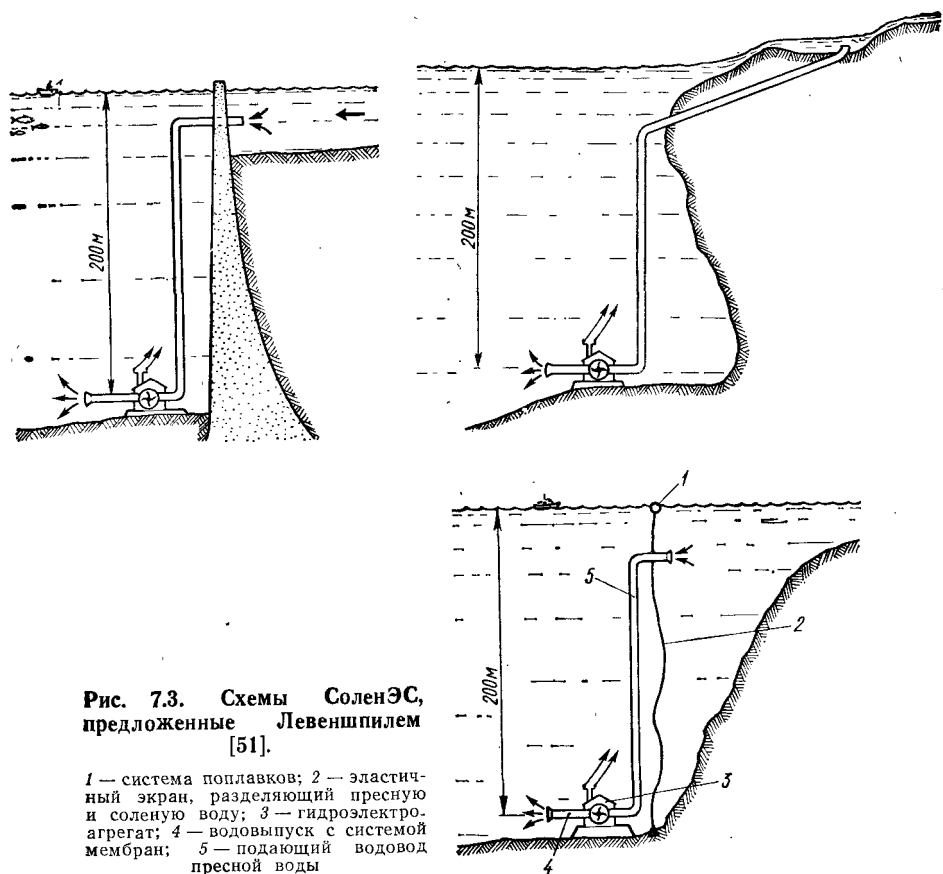 200м
200м
1
5
2
200м
3
4
Рис. 7.3. Схемы СоленЭС,
предложенные Левеншпилем
[51].
1 — система поплавков; 2 — эластич-
ный экран, разделяющий пресную
и соленую воду; 3 — гидроэлектро-
агрегат; 4 — водовыпуск с системой
мембран; 5 — подающий водовод
пресной воды